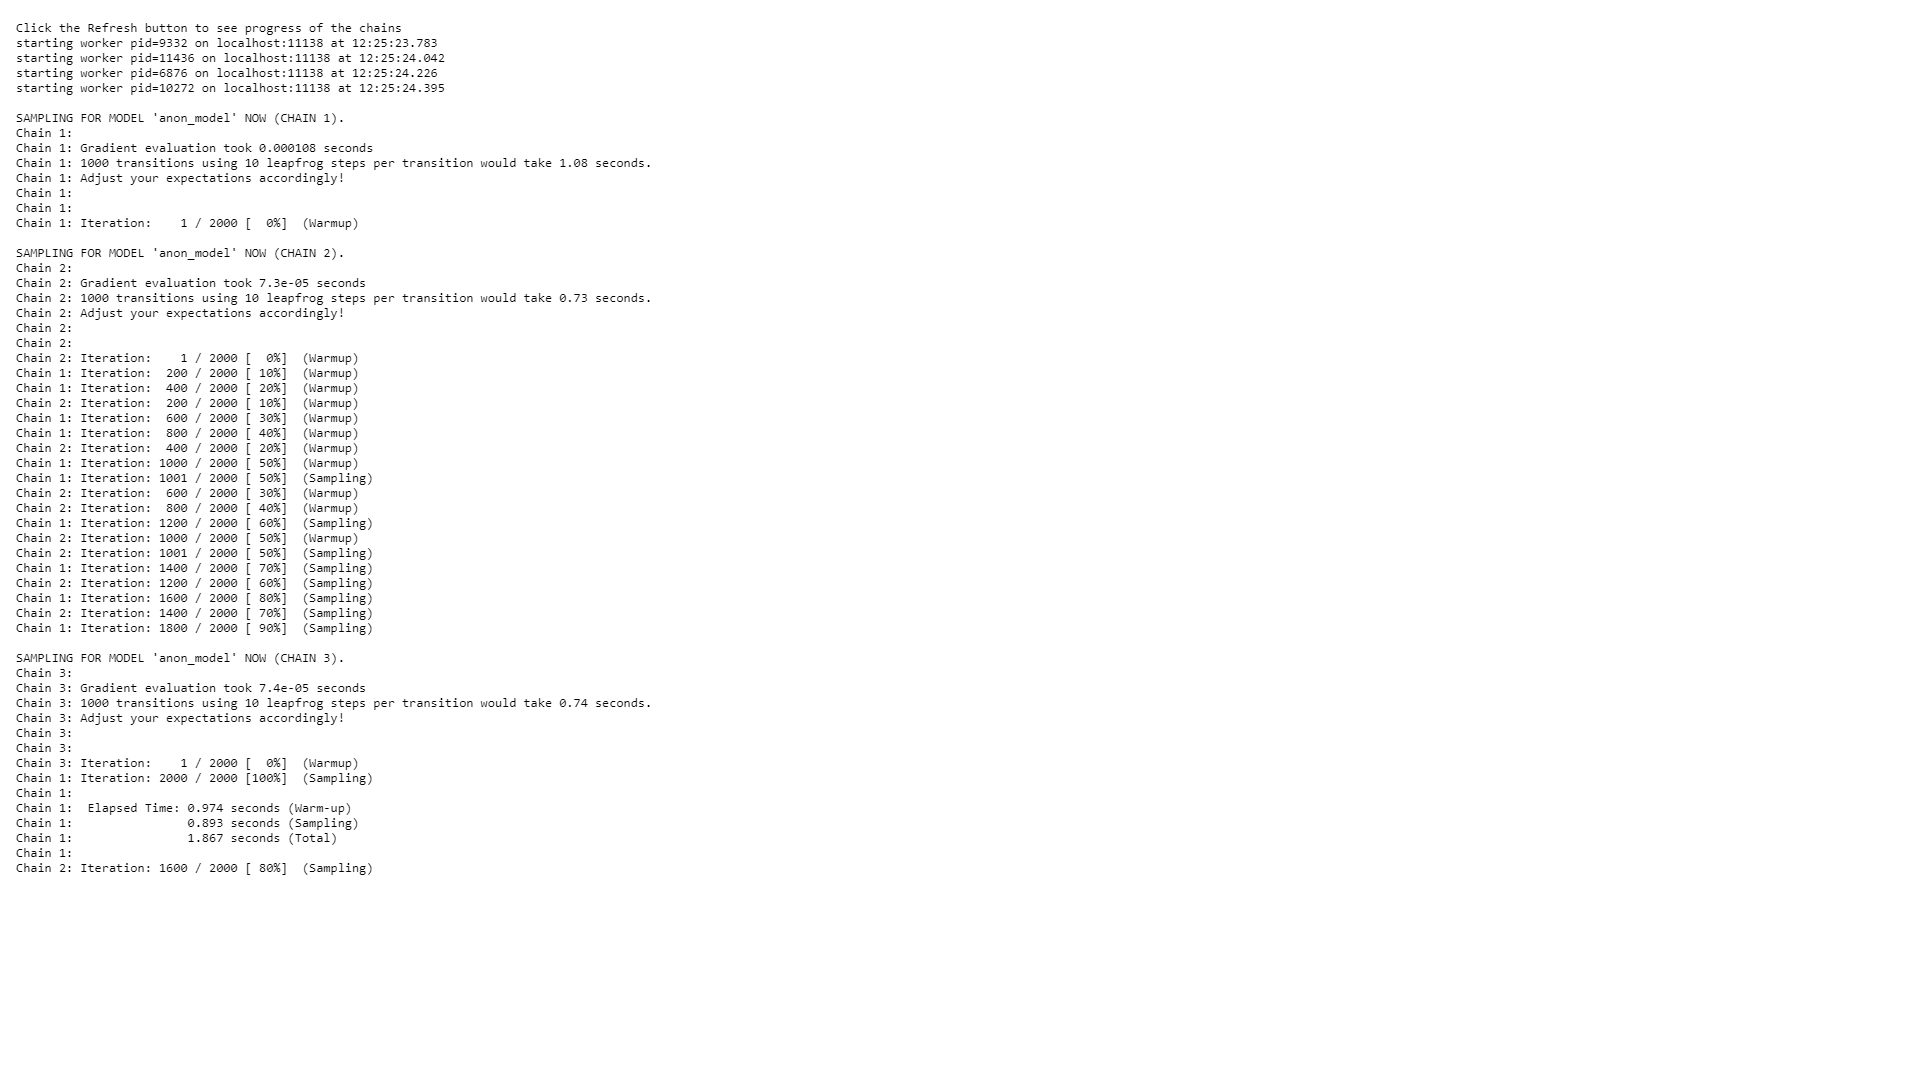 Click the Refresh button to see progress of the chains
starting worker pid=9332 on localhost:11138 at 12:25:23.783
starting worker pid=11436 on localhost:11138 at 12:25:24.042
starting worker pid=6876 on localhost:11138 at 12:25:24.226
starting worker pid=10272 on localhost:11138 at 12:25:24.395

SAMPLING FOR MODEL 'anon_model' NOW (CHAIN 1).
Chain 1:
Chain 1: Gradient evaluation took 0.000108 seconds
Chain 1: 1000 transitions using 10 leapfrog steps per transition would take 1.08 seconds.
Chain 1: Adjust your expectations accordingly!
Chain 1:
Chain 1:
Chain 1: Iteration:    1 / 2000 [  0%]  (Warmup)

SAMPLING FOR MODEL 'anon_model' NOW (CHAIN 2).
Chain 2:
Chain 2: Gradient evaluation took 7.3e-05 seconds
Chain 2: 1000 transitions using 10 leapfrog steps per transition would take 0.73 seconds.
Chain 2: Adjust your expectations accordingly!
Chain 2:
Chain 2:
Chain 2: Iteration:    1 / 2000 [  0%]  (Warmup)
Chain 1: Iteration:  200 / 2000 [ 10%]  (Warmup)
Chain 1: Iteration:  400 / 2000 [ 20%]  (Warmup)
Chain 2: Iteration:  200 / 2000 [ 10%]  (Warmup)
Chain 1: Iteration:  600 / 2000 [ 30%]  (Warmup)
Chain 1: Iteration:  800 / 2000 [ 40%]  (Warmup)
Chain 2: Iteration:  400 / 2000 [ 20%]  (Warmup)
Chain 1: Iteration: 1000 / 2000 [ 50%]  (Warmup)
Chain 1: Iteration: 1001 / 2000 [ 50%]  (Sampling)
Chain 2: Iteration:  600 / 2000 [ 30%]  (Warmup)
Chain 2: Iteration:  800 / 2000 [ 40%]  (Warmup)
Chain 1: Iteration: 1200 / 2000 [ 60%]  (Sampling)
Chain 2: Iteration: 1000 / 2000 [ 50%]  (Warmup)
Chain 2: Iteration: 1001 / 2000 [ 50%]  (Sampling)
Chain 1: Iteration: 1400 / 2000 [ 70%]  (Sampling)
Chain 2: Iteration: 1200 / 2000 [ 60%]  (Sampling)
Chain 1: Iteration: 1600 / 2000 [ 80%]  (Sampling)
Chain 2: Iteration: 1400 / 2000 [ 70%]  (Sampling)
Chain 1: Iteration: 1800 / 2000 [ 90%]  (Sampling)

SAMPLING FOR MODEL 'anon_model' NOW (CHAIN 3).
Chain 3:
Chain 3: Gradient evaluation took 7.4e-05 seconds
Chain 3: 1000 transitions using 10 leapfrog steps per transition would take 0.74 seconds.
Chain 3: Adjust your expectations accordingly!
Chain 3:
Chain 3:
Chain 3: Iteration:    1 / 2000 [  0%]  (Warmup)
Chain 1: Iteration: 2000 / 2000 [100%]  (Sampling)
Chain 1:
Chain 1:  Elapsed Time: 0.974 seconds (Warm-up)
Chain 1:                0.893 seconds (Sampling)
Chain 1:                1.867 seconds (Total)
Chain 1:
Chain 2: Iteration: 1600 / 2000 [ 80%]  (Sampling)